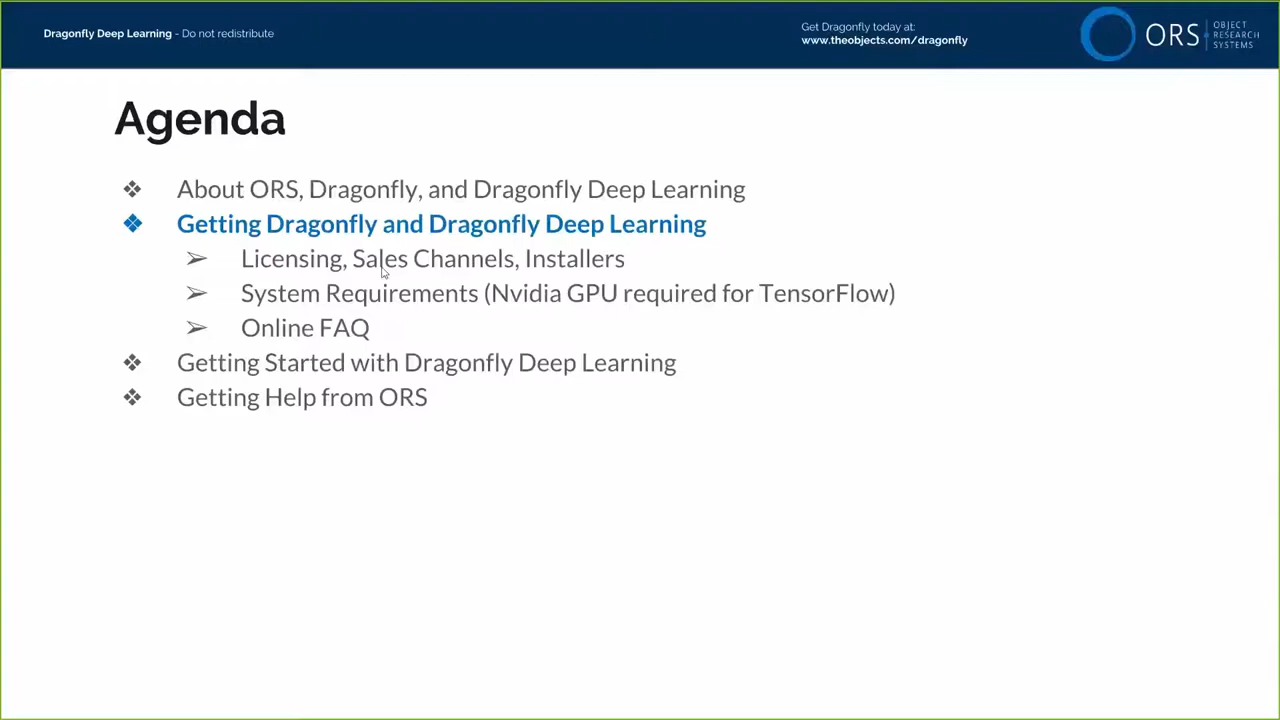 Dragonfly Deep Learning - Do not redistribute
Get Dragonfly today at:
www.theobjects.com/dragonfly
ORS
OBJECT
RESEARCH
SYSTEMS
Agenda
❖ About ORS, Dragonfly, and Dragonfly Deep Learning
❖ Getting Dragonfly and Dragonfly Deep Learning
➢ Licensing, Sales Channels, Installers
➢ System Requirements (Nvidia GPU required for TensorFlow)
➢ Online FAQ
❖ Getting Started with Dragonfly Deep Learning
❖ Getting Help from ORS